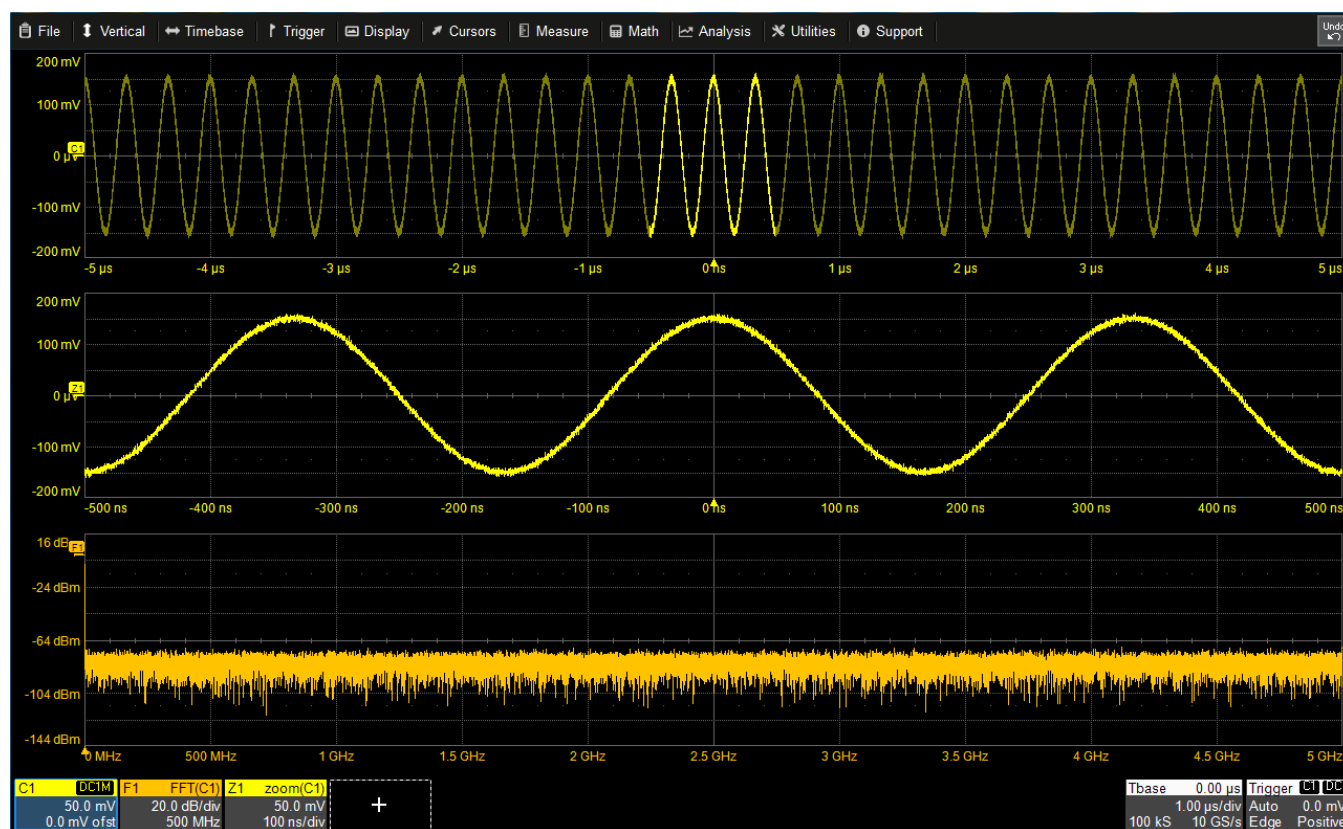 File Vertical Timebase Trigger Display Cursors Measure Math Analysis Utilities Support Undo
200 mV
100 mV
C1
0 µV
-100 mV
-200 mV
-5 µs -4 µs -3 µs -2 µs -1 µs 0 ns 1 µs 2 µs 3 µs 4 µs 5 µs
200 mV
100 mV
Z1
0 µV
-100 mV
-200 mV
-500 ns -400 ns -300 ns -200 ns -100 ns 0 ns 100 ns 200 ns 300 ns 400 ns 500 ns
16 dB F1
-24 dBm
-64 dBm
-104 dBm
-144 dBm
0 MHz 500 MHz 1 GHz 1.5 GHz 2 GHz 2.5 GHz 3 GHz 3.5 GHz 4 GHz 4.5 GHz 5 GHz
C1 DC1M F1 FFT(C1) Z1 zoom(C1) Tbase 0.00 µs Trigger C1 DC
50.0 mV 20.0 dB/div 50.0 mV + 1.00 µs/div Auto 0.0 mV
0.0 mV ofst 500 MHz 100 ns/div 100 kS 10 GS/s Edge Positive